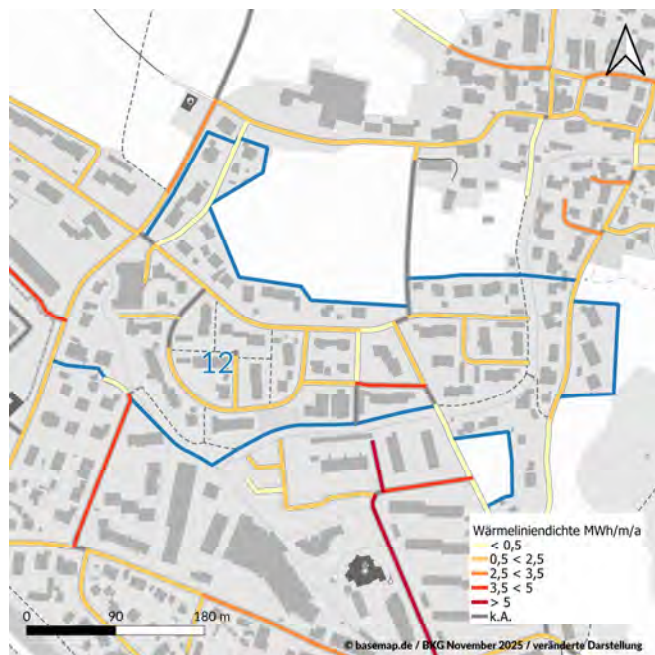 12
Wärmeliniendichte MWh/m/a
< 0,5
0,5 < 2,5
2,5 < 3,5
3,5 < 5
> 5
k.A.
0 90 180 m
© basemap.de / BKG November 2025 / veränderte Darstellung